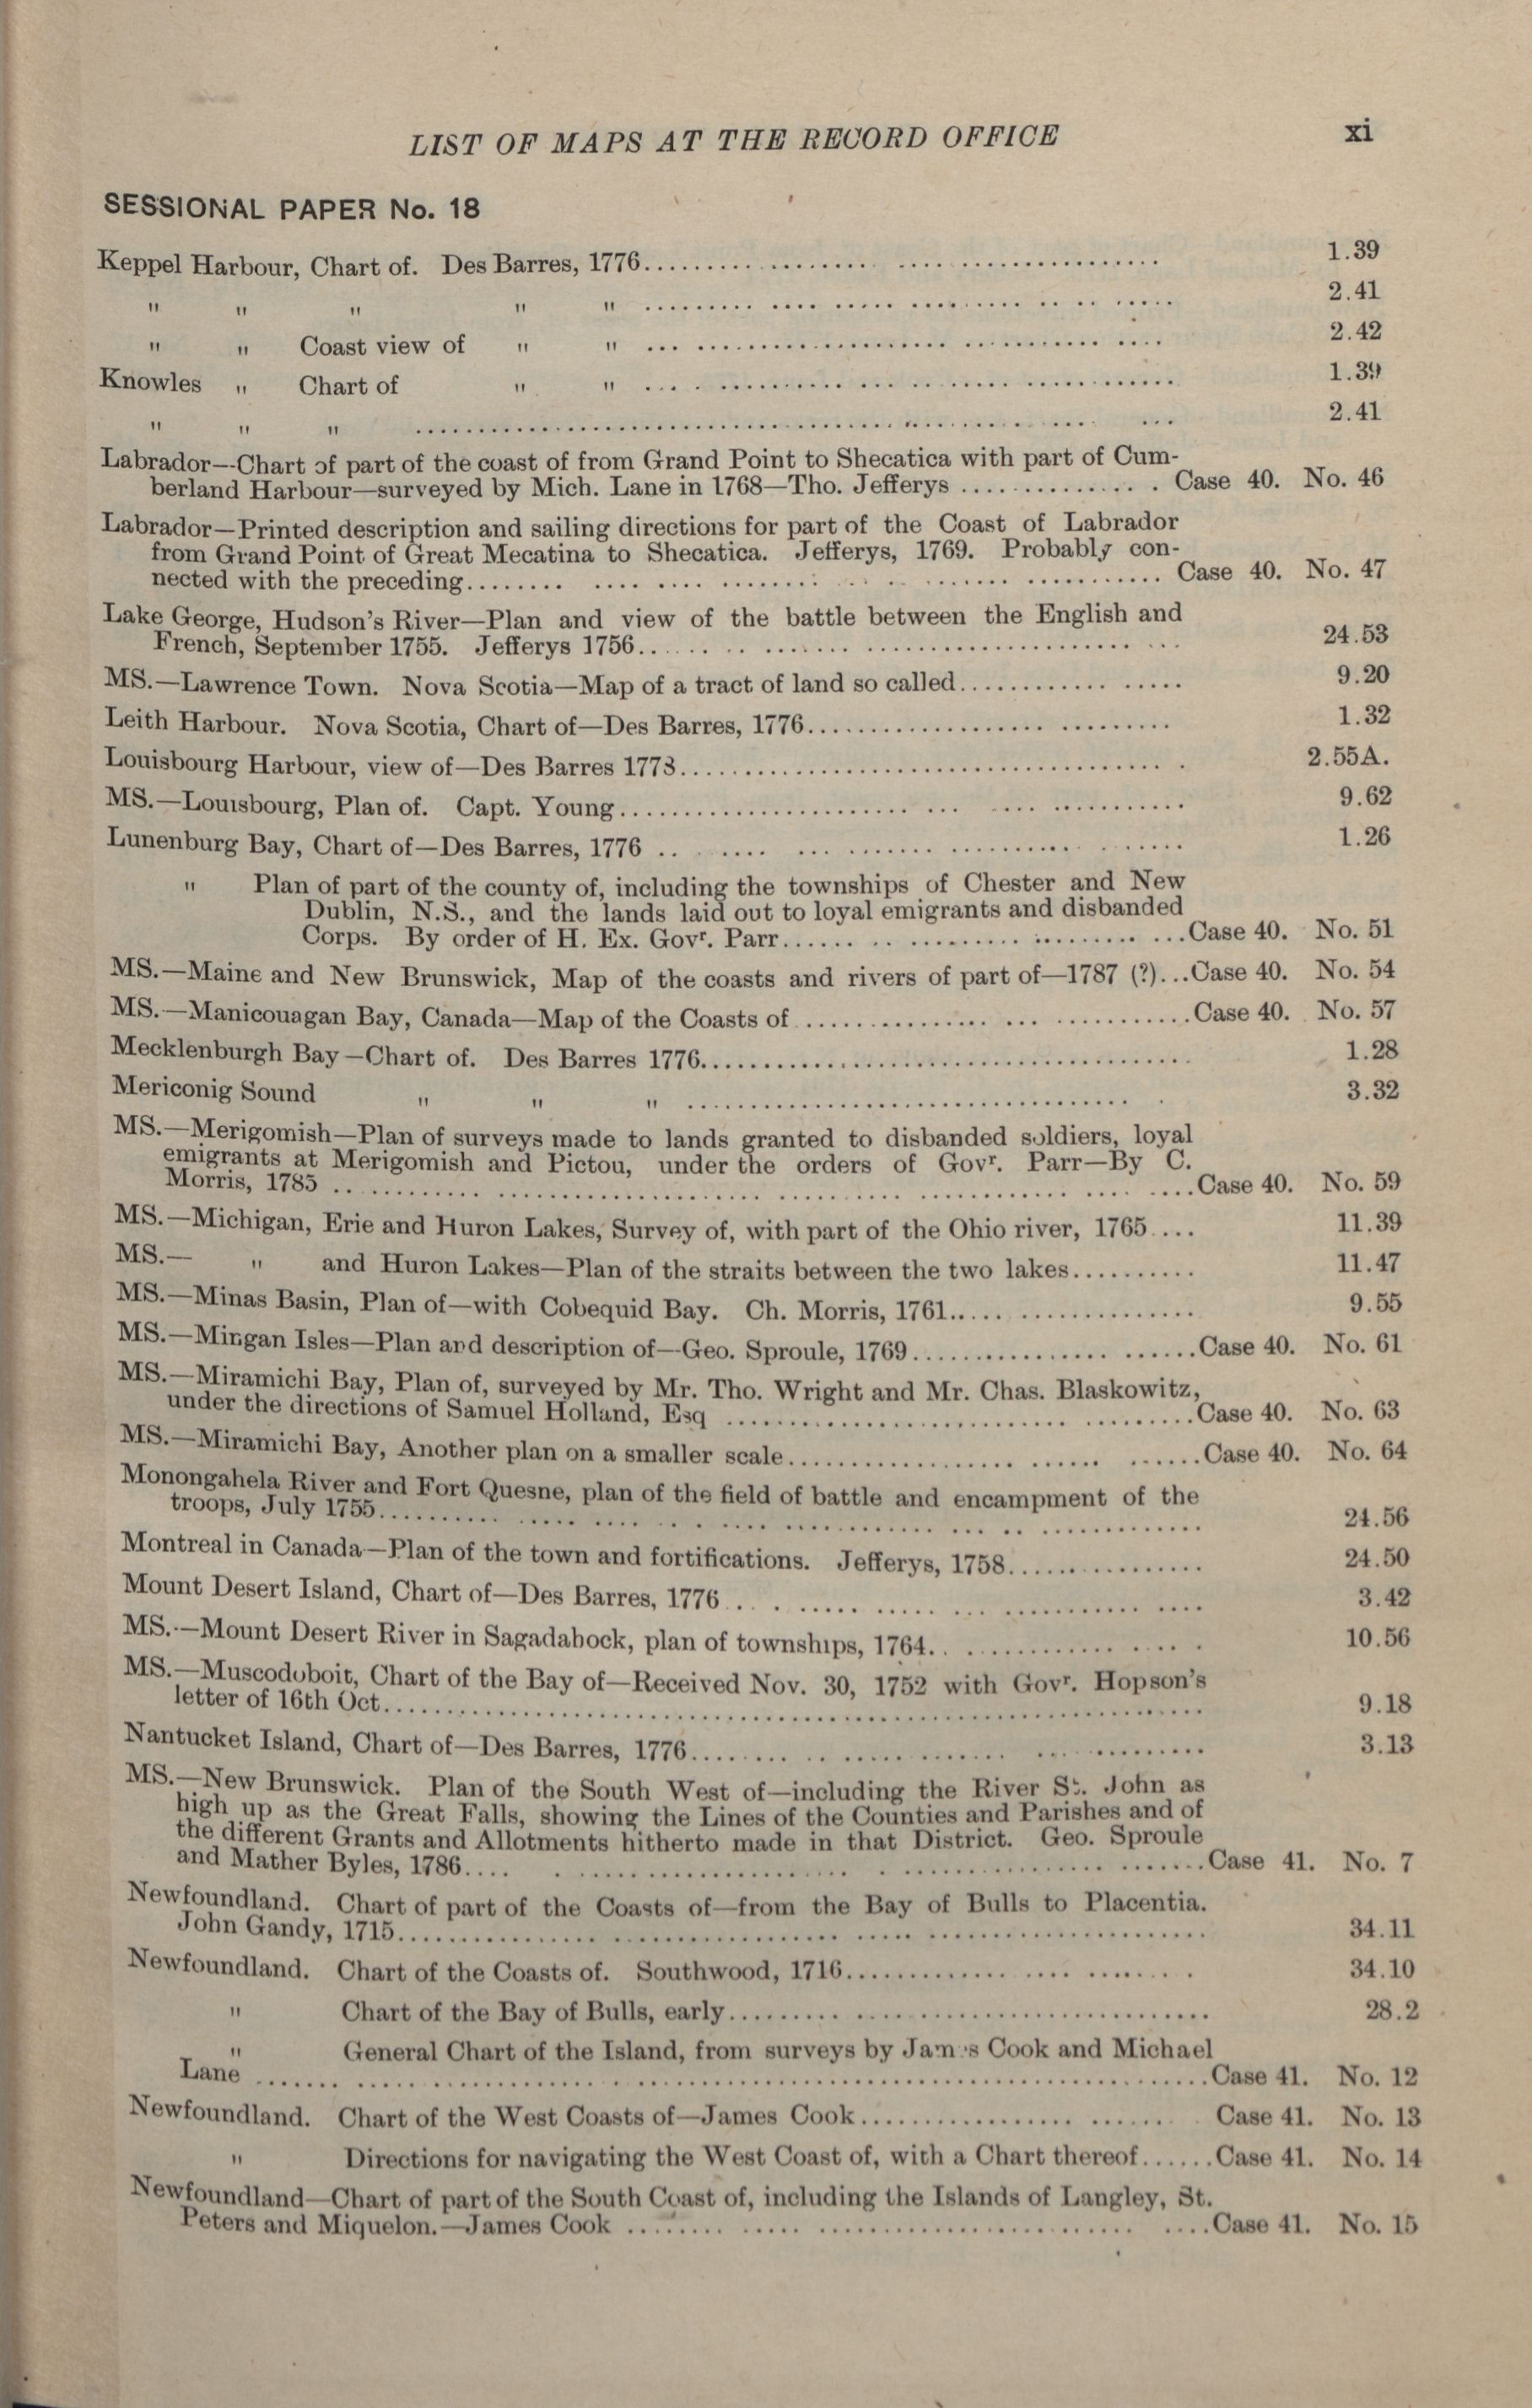 LIST OF MAPS AT THE RECORD OFFICE xi
SESSIONAL PAPER No. 18
Keppel Harbour, Chart of. Des Barres, 1776........ 1.39
" " " " " ........ 2.41
" " Coast view of " " ........ 2.42
Knowles " Chart of " " ........ 1.39
" " " ........ 2.41
Labrador—Chart of part of the coast of from Grand Point to Shecatica with part of Cum-
berland Harbour—surveyed by Mich. Lane in 1768—Tho. Jefferys ........ Case 40. No. 46
Labrador—Printed description and sailing directions for part of the Coast of Labrador
from Grand Point of Great Mecatina to Shecatica. Jefferys, 1769. Probably con-
nected with the preceding........ Case 40. No. 47
Lake George, Hudson's River—Plan and view of the battle between the English and
French, September 1755. Jefferys 1756........ 24.53
MS.—Lawrence Town. Nova Scotia—Map of a tract of land so called........ 9.20
Leith Harbour. Nova Scotia, Chart of—Des Barres, 1776........ 1.32
Louisbourg Harbour, view of—Des Barres 1773........ 2.55A.
MS.—Louisbourg, Plan of. Capt. Young........ 9.62
Lunenburg Bay, Chart of—Des Barres, 1776 ........ 1.26
" Plan of part of the county of, including the townships of Chester and New
Dublin, N.S., and the lands laid out to loyal emigrants and disbanded
Corps. By order of H. Ex. Govr. Parr........ Case 40. No. 51
MS.—Maine and New Brunswick, Map of the coasts and rivers of part of—1787 (?)...Case 40. No. 54
MS.—Manicouagan Bay, Canada—Map of the Coasts of ........ Case 40. No. 57
Mecklenburgh Bay—Chart of. Des Barres 1776........ 1.28
Mericonig Sound " " " ........ 3.32
MS.—Merigomish—Plan of surveys made to lands granted to disbanded soldiers, loyal
emigrants at Merigomish and Pictou, under the orders of Govr. Parr—By C.
Morris, 1785 ........ Case 40. No. 59
MS.—Michigan, Erie and Huron Lakes, Survey of, with part of the Ohio river, 1765.... 11.39
MS.— " and Huron Lakes—Plan of the straits between the two lakes........ 11.47
MS.—Minas Basin, Plan of—with Cobequid Bay. Ch. Morris, 1761........ 9.55
MS.—Mingan Isles—Plan and description of—Geo. Sproule, 1769........ Case 40. No. 61
MS.—Miramichi Bay, Plan of, surveyed by Mr. Tho. Wright and Mr. Chas. Blaskowitz,
under the directions of Samuel Holland, Esq ........ Case 40. No. 63
MS.—Miramichi Bay, Another plan on a smaller scale........ Case 40. No. 64
Monongahela River and Fort Quesne, plan of the field of battle and encampment of the
troops, July 1755........ 24.56
Montreal in Canada—Plan of the town and fortifications. Jefferys, 1758........ 24.50
Mount Desert Island, Chart of—Des Barres, 1776 ........ 3.42
MS.—Mount Desert River in Sagadahock, plan of townships, 1764........ 10.56
MS.—Muscodoboit, Chart of the Bay of—Received Nov. 30, 1752 with Govr. Hopson's
letter of 16th Oct........ 9.18
Nantucket Island, Chart of—Des Barres, 1776........ 3.13
MS.—New Brunswick. Plan of the South West of—including the River St. John as
high up as the Great Falls, showing the Lines of the Counties and Parishes and of
the different Grants and Allotments hitherto made in that District. Geo. Sproule
and Mather Byles, 1786........ Case 41. No. 7
Newfoundland. Chart of part of the Coasts of—from the Bay of Bulls to Placentia.
John Gandy, 1715........ 34.11
Newfoundland. Chart of the Coasts of. Southwood, 1716........ 34.10
" Chart of the Bay of Bulls, early........ 28.2
" General Chart of the Island, from surveys by James Cook and Michael
Lane ........ Case 41. No. 12
Newfoundland. Chart of the West Coasts of—James Cook........ Case 41. No. 13
" Directions for navigating the West Coast of, with a Chart thereof......Case 41. No. 14
Newfoundland—Chart of part of the South Coast of, including the Islands of Langley, St.
Peters and Miquelon.—James Cook ........ Case 41. No. 15